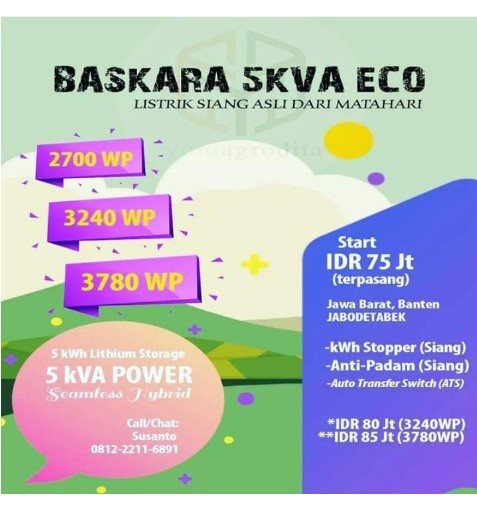 BASKARA 5KVA ECO
LISTRIK SIANG ASLI DARI MATAHARI
2700 WP
3240 WP
3780 WP
Start
IDR 75 Jt
(terpasang)
Jawa Barat, Banten
JABODETABEK
-kWh Stopper (Siang)
-Anti-Padam (Siang)
-Auto Transfer Switch (ATS)
*IDR 80 Jt (3240WP)
**IDR 85 Jt (3780WP)
5 kWh Lithium Storage
5 kVA POWER
Seamless Hybrid
Call/Chat:
Susanto
0812-2211-6891